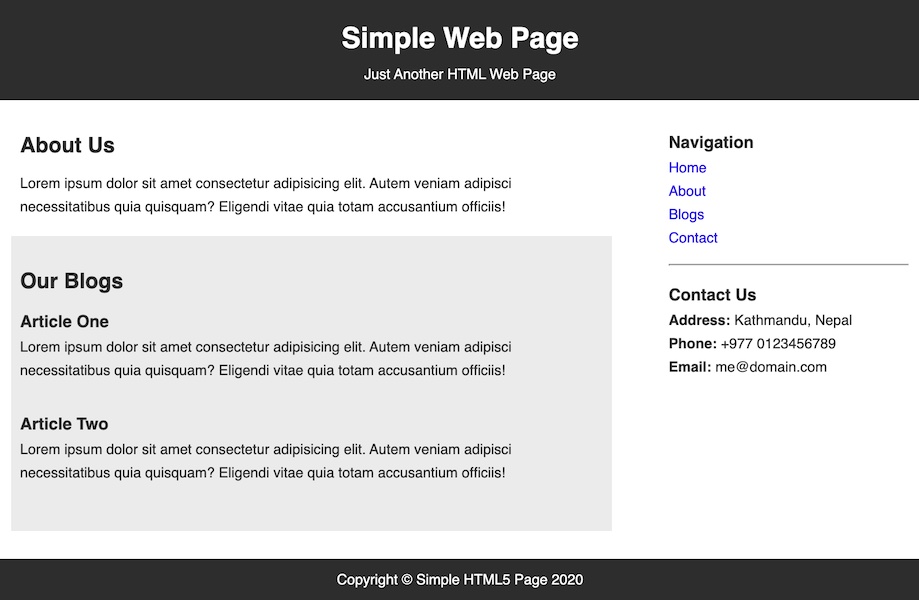 Simple Web Page
Just Another HTML Web Page
About Us
Lorem ipsum dolor sit amet consectetur adipisicing elit. Autem veniam adipisci
necessitatibus quia quisquam? Eligendi vitae quia totam accusantium officiis!
Our Blogs
Article One
Lorem ipsum dolor sit amet consectetur adipisicing elit. Autem veniam adipisci
necessitatibus quia quisquam? Eligendi vitae quia totam accusantium officiis!
Article Two
Lorem ipsum dolor sit amet consectetur adipisicing elit. Autem veniam adipisci
necessitatibus quia quisquam? Eligendi vitae quia totam accusantium officiis!
Navigation
Home
About
Blogs
Contact
Contact Us
Address: Kathmandu, Nepal
Phone: +977 0123456789
Email: me@domain.com
Copyright © Simple HTML5 Page 2020